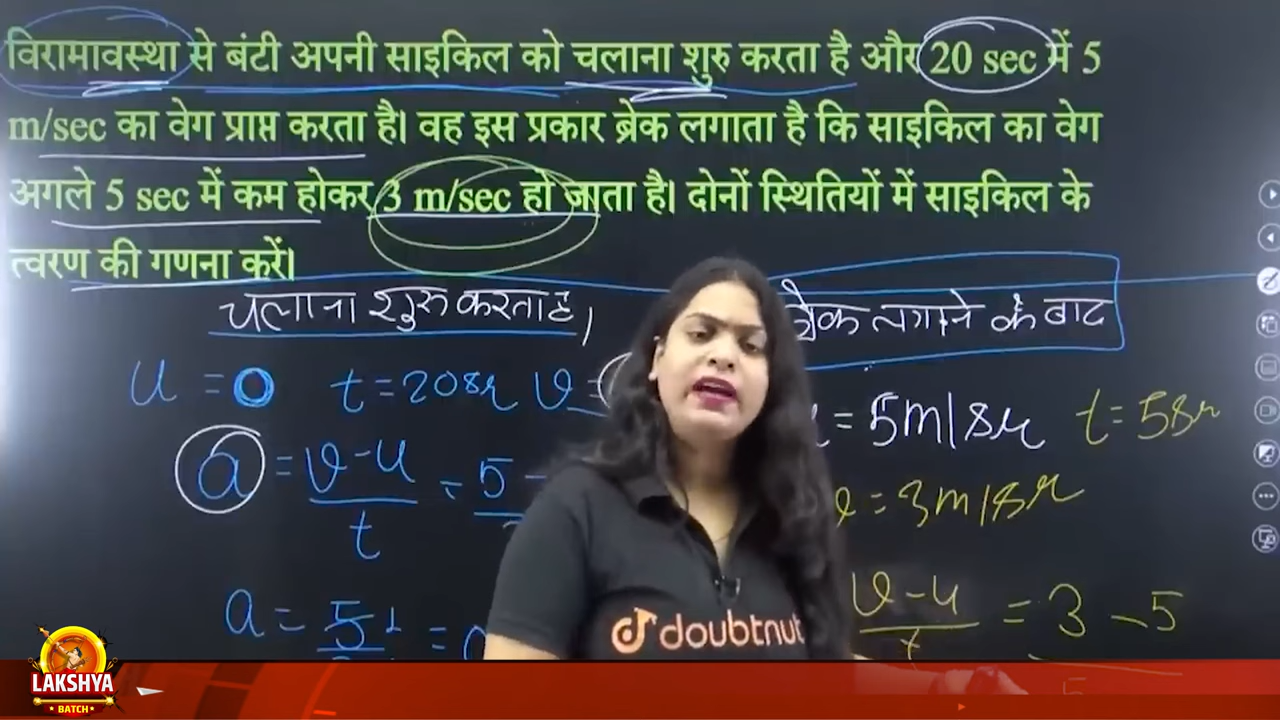 विरामावस्था से बंटी अपनी साइकिल को चलाना शुरु करता है और 20 sec में 5
m/sec का वेग प्राप्त करता है। वह इस प्रकार ब्रेक लगाता है कि साइकिल का वेग
अगले 5 sec में कम होकर 3 m/sec हो जाता है। दोनों स्थितियों में साइकिल के
त्वरण की गणना करें।
चलाना शुरु करता है।
ब्रेक लगाने के बाद
u = 0 t = 20 sec v =
= 5 m/sec t = 5 sec
a = v-u/t = 5-
v = 3 m/sec
v-u/t = 3-5
a = 5 =
doubtnut
LAKSHYA
BATCH